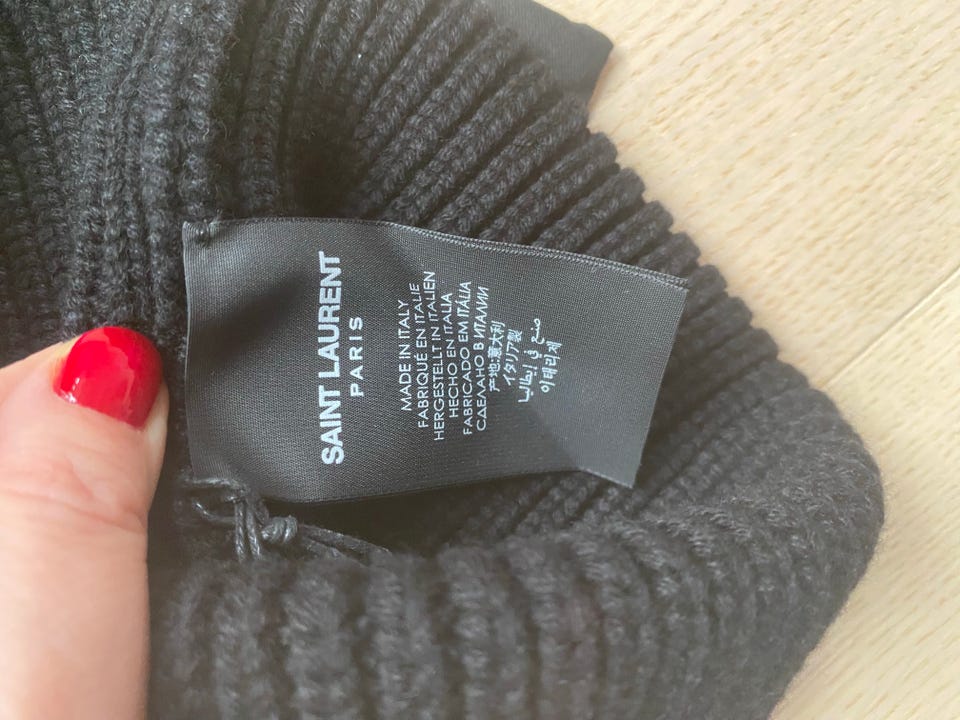 SAINT LAURENT
PARIS
MADE IN ITALY
FABRIQUÉ EN ITALIE
HERGESTELLT IN ITALIEN
HECHO EN ITALIA
FABRICADO EM ITÁLIA
СДЕЛАНО В ИТАЛИИ
产地:意大利
イタリア製
صنع في إيطاليا
이태리제